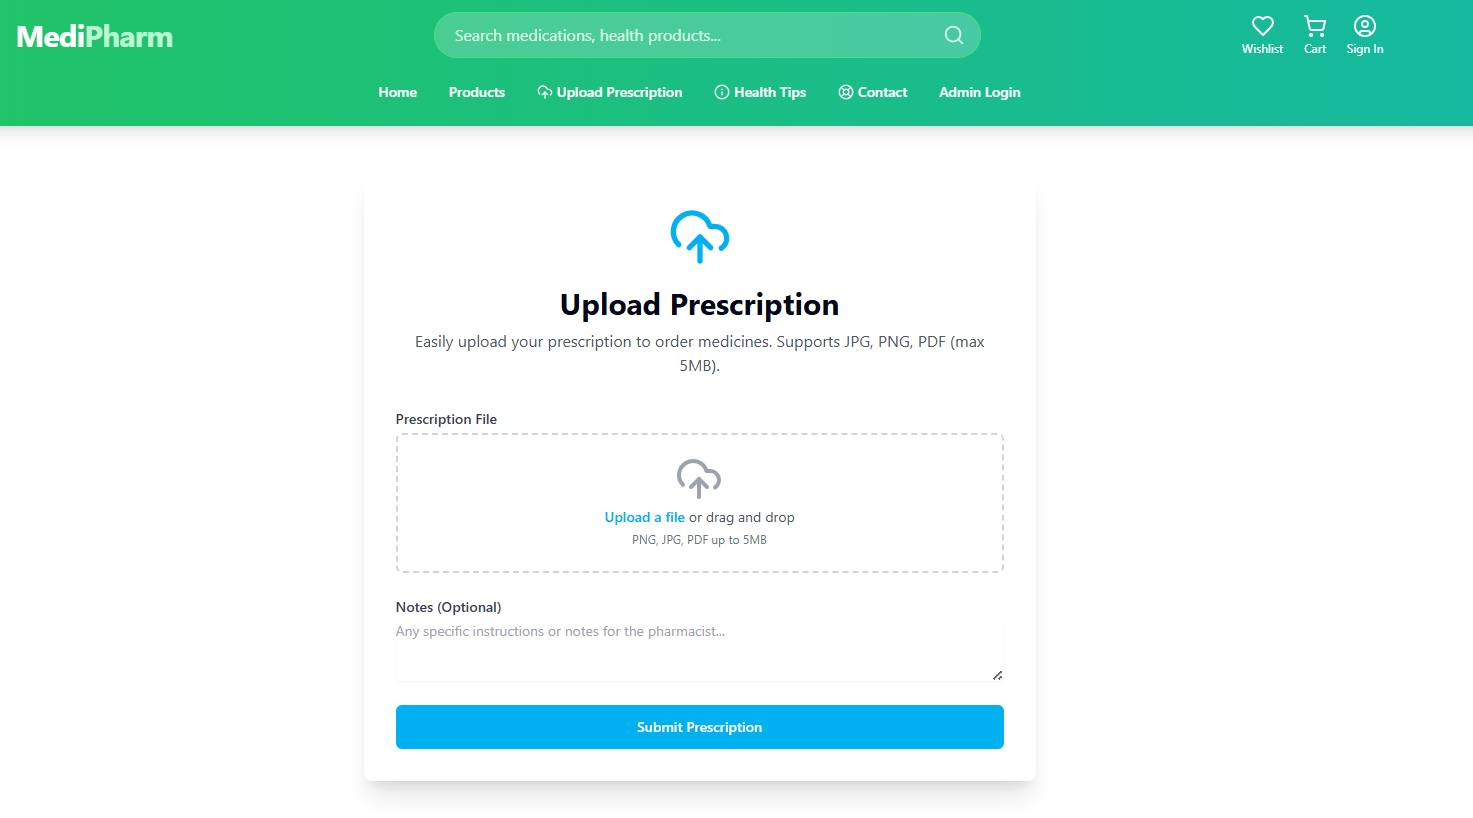 MediPharm
Search medications, health products...
Wishlist
Cart
Sign In
Home
Products
Upload Prescription
Health Tips
Contact
Admin Login
Upload Prescription
Easily upload your prescription to order medicines. Supports JPG, PNG, PDF (max
5MB).
Prescription File
Upload a file or drag and drop
PNG, JPG, PDF up to 5MB
Notes (Optional)
Any specific instructions or notes for the pharmacist...
Submit Prescription